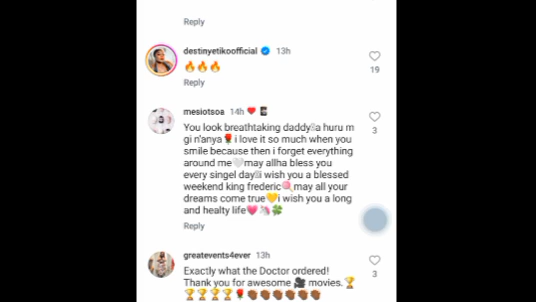 Reply
destinyetikoofficial 13h
🔥🔥🔥
19
Reply
mesiotsoa 14h
3
You look breathtaking daddy a huru m
gi n'anya🌹i love it so much when you
smile because then i forget everything
around me🤍may allha bless you
every singel day i wish you a blessed
weekend king frederic🍭may all your
dreams come true💛i wish you a long
and healty life💗🦄🍀
Reply
greatevents4ever 13h
3
Exactly what the Doctor ordered!
Thank you for awesome 🎥 movies. 🏆
🏆🏆🏆🏆🌹👏🏾👏🏾👏🏾👏🏾👏🏾👏🏾